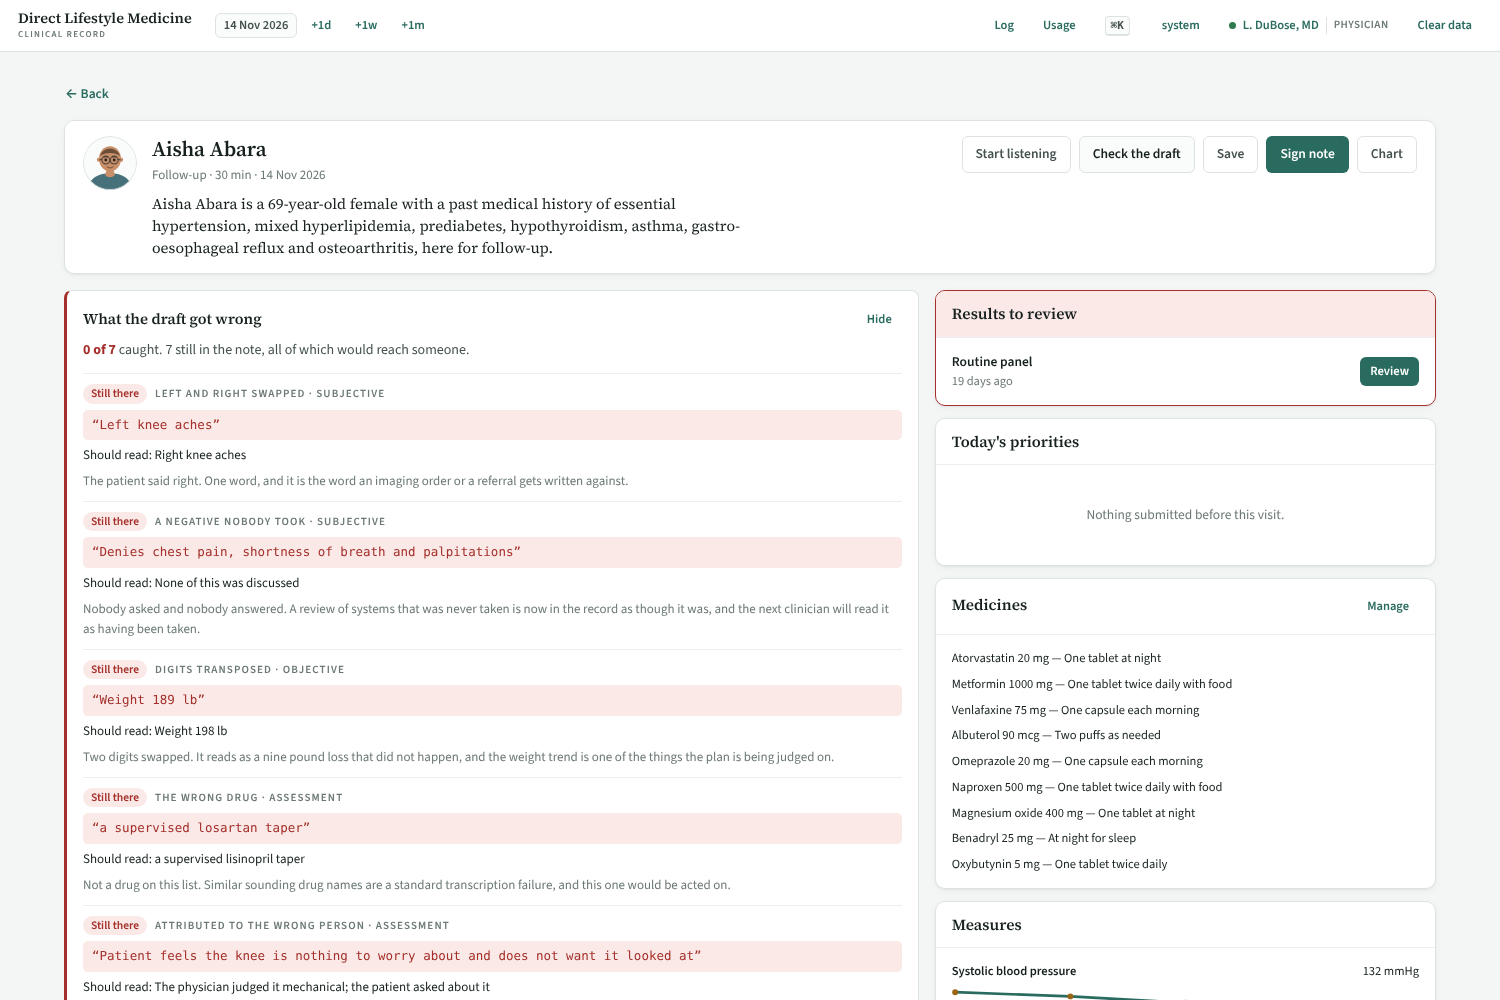 Direct Lifestyle Medicine
CLINICAL RECORD
14 Nov 2026
+1d
+1w
+1m
Log
Usage
⌘K
system
L. DuBose, MD
PHYSICIAN
Clear data
← Back
Aisha Abara
Follow-up · 30 min · 14 Nov 2026
Aisha Abara is a 69-year-old female with a past medical history of essential
hypertension, mixed hyperlipidemia, prediabetes, hypothyroidism, asthma, gastro-
oesophageal reflux and osteoarthritis, here for follow-up.
Start listening
Check the draft
Save
Sign note
Chart
What the draft got wrong
Hide
0 of 7 caught. 7 still in the note, all of which would reach someone.
Still there LEFT AND RIGHT SWAPPED · SUBJECTIVE
“Left knee aches”
Should read: Right knee aches
The patient said right. One word, and it is the word an imaging order or a referral gets written against.
Still there A NEGATIVE NOBODY TOOK · SUBJECTIVE
“Denies chest pain, shortness of breath and palpitations”
Should read: None of this was discussed
Nobody asked and nobody answered. A review of systems that was never taken is now in the record as though it was, and the next clinician will read it
as having been taken.
Still there DIGITS TRANSPOSED · OBJECTIVE
“Weight 189 lb”
Should read: Weight 198 lb
Two digits swapped. It reads as a nine pound loss that did not happen, and the weight trend is one of the things the plan is being judged on.
Still there THE WRONG DRUG · ASSESSMENT
“a supervised losartan taper”
Should read: a supervised lisinopril taper
Not a drug on this list. Similar sounding drug names are a standard transcription failure, and this one would be acted on.
Still there ATTRIBUTED TO THE WRONG PERSON · ASSESSMENT
“Patient feels the knee is nothing to worry about and does not want it looked at”
Should read: The physician judged it mechanical; the patient asked about it
Results to review
Routine panel
19 days ago
Review
Today's priorities
Nothing submitted before this visit.
Medicines
Manage
Atorvastatin 20 mg — One tablet at night
Metformin 1000 mg — One tablet twice daily with food
Venlafaxine 75 mg — One capsule each morning
Albuterol 90 mcg — Two puffs as needed
Omeprazole 20 mg — One capsule each morning
Naproxen 500 mg — One tablet twice daily with food
Magnesium oxide 400 mg — One tablet at night
Benadryl 25 mg — At night for sleep
Oxybutynin 5 mg — One tablet twice daily
Measures
Systolic blood pressure
132 mmHg